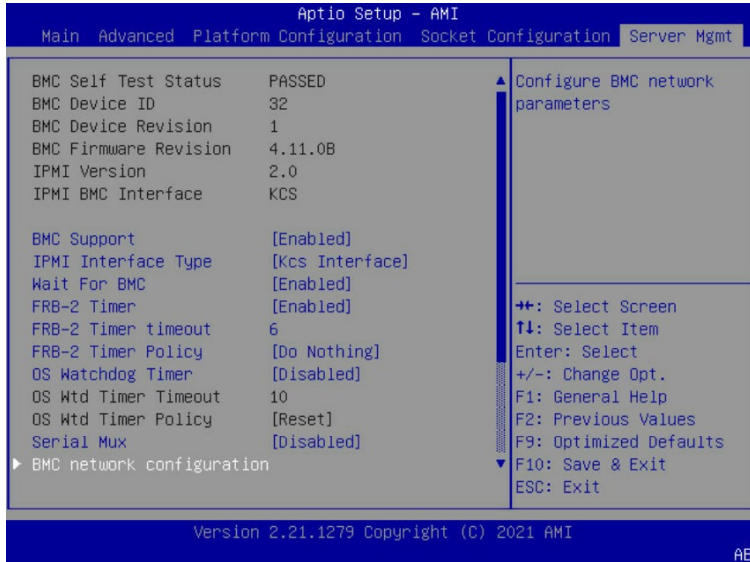 Aptio Setup - AMI
Main Advanced Platform Configuration Socket Configuration Server Mgmt
BMC Self Test Status PASSED
BMC Device ID 32
BMC Device Revision 1
BMC Firmware Revision 4.11.0B
IPMI Version 2.0
IPMI BMC Interface KCS
BMC Support [Enabled]
IPMI Interface Type [Kcs Interface]
Wait For BMC [Enabled]
FRB-2 Timer [Enabled]
FRB-2 Timer timeout 6
FRB-2 Timer Policy [Do Nothing]
OS Watchdog Timer [Disabled]
OS Wtd Timer Timeout 10
OS Wtd Timer Policy [Reset]
Serial Mux [Disabled]
BMC network configuration
Configure BMC network
parameters
→←: Select Screen
↑↓: Select Item
Enter: Select
+/-: Change Opt.
F1: General Help
F2: Previous Values
F9: Optimized Defaults
F10: Save & Exit
ESC: Exit
Version 2.21.1279 Copyright (C) 2021 AMI
AB